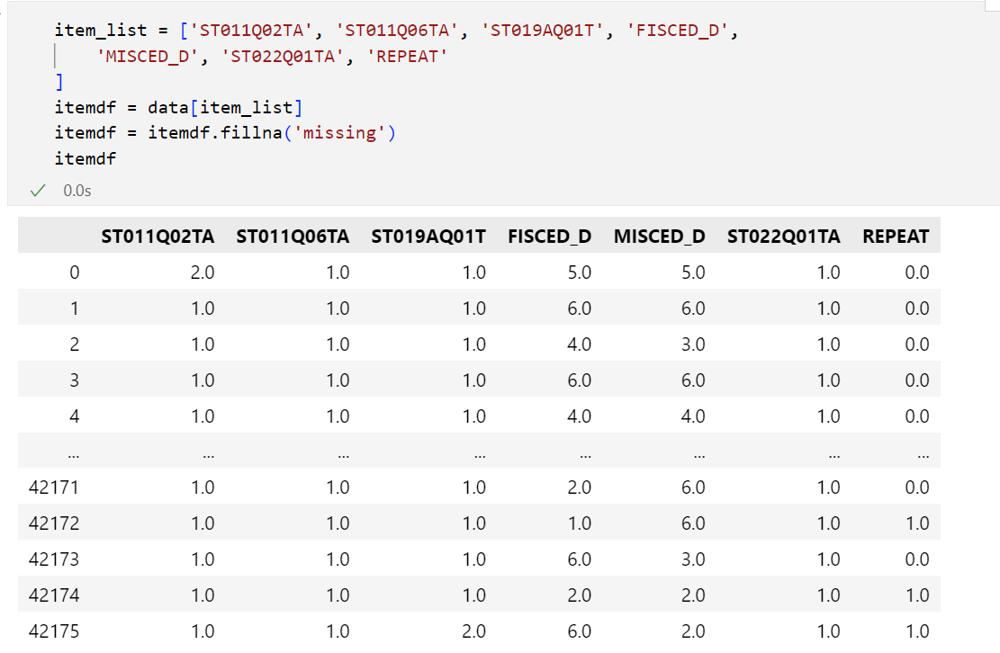 item_list = ['ST011Q02TA', 'ST011Q06TA', 'ST019AQ01T', 'FISCED_D',
'MISCED_D', 'ST022Q01TA', 'REPEAT'
]
itemdf = data[item_list]
itemdf = itemdf.fillna('missing')
itemdf
0.0s
ST011Q02TA ST011Q06TA ST019AQ01T FISCED_D MISCED_D ST022Q01TA REPEAT
0 2.0 1.0 1.0 5.0 5.0 1.0 0.0
1 1.0 1.0 1.0 6.0 6.0 1.0 0.0
2 1.0 1.0 1.0 4.0 3.0 1.0 0.0
3 1.0 1.0 1.0 6.0 6.0 1.0 0.0
4 1.0 1.0 1.0 4.0 4.0 1.0 0.0
... ... ... ... ... ... ... ...
42171 1.0 1.0 1.0 2.0 6.0 1.0 0.0
42172 1.0 1.0 1.0 1.0 6.0 1.0 1.0
42173 1.0 1.0 1.0 6.0 3.0 1.0 0.0
42174 1.0 1.0 1.0 2.0 2.0 1.0 1.0
42175 1.0 1.0 2.0 6.0 2.0 1.0 1.0